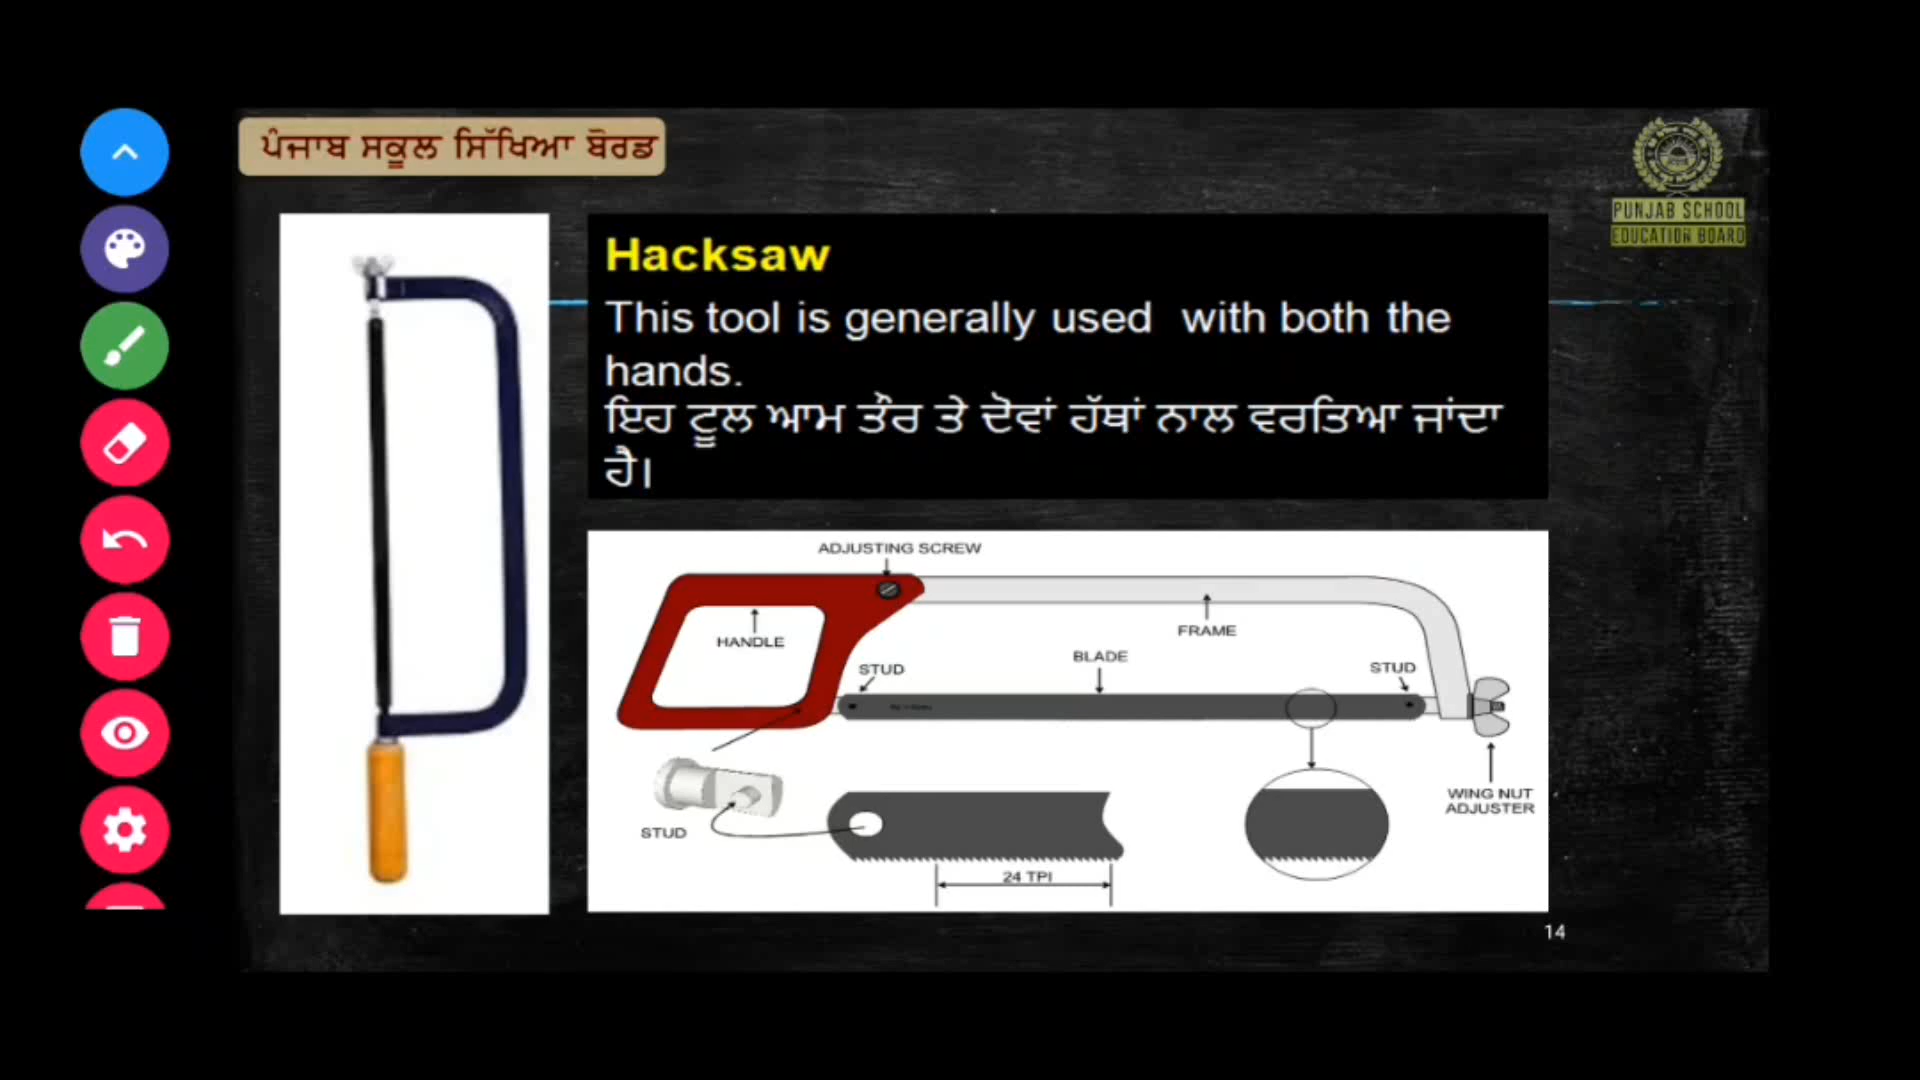 ਪੰਜਾਬ ਸਕੂਲ ਸਿੱਖਿਆ ਬੋਰਡ
PUNJAB SCHOOL
EDUCATION BOARD
Hacksaw
This tool is generally used with both the
hands.
ਇਹ ਟੂਲ ਆਮ ਤੌਰ ਤੇ ਦੋਵਾਂ ਹੱਥਾਂ ਨਾਲ ਵਰਤਿਆ ਜਾਂਦਾ
ਹੈ।
ADJUSTING SCREW
HANDLE
FRAME
STUD
BLADE
STUD
WING NUT
ADJUSTER
STUD
24 TPI
14